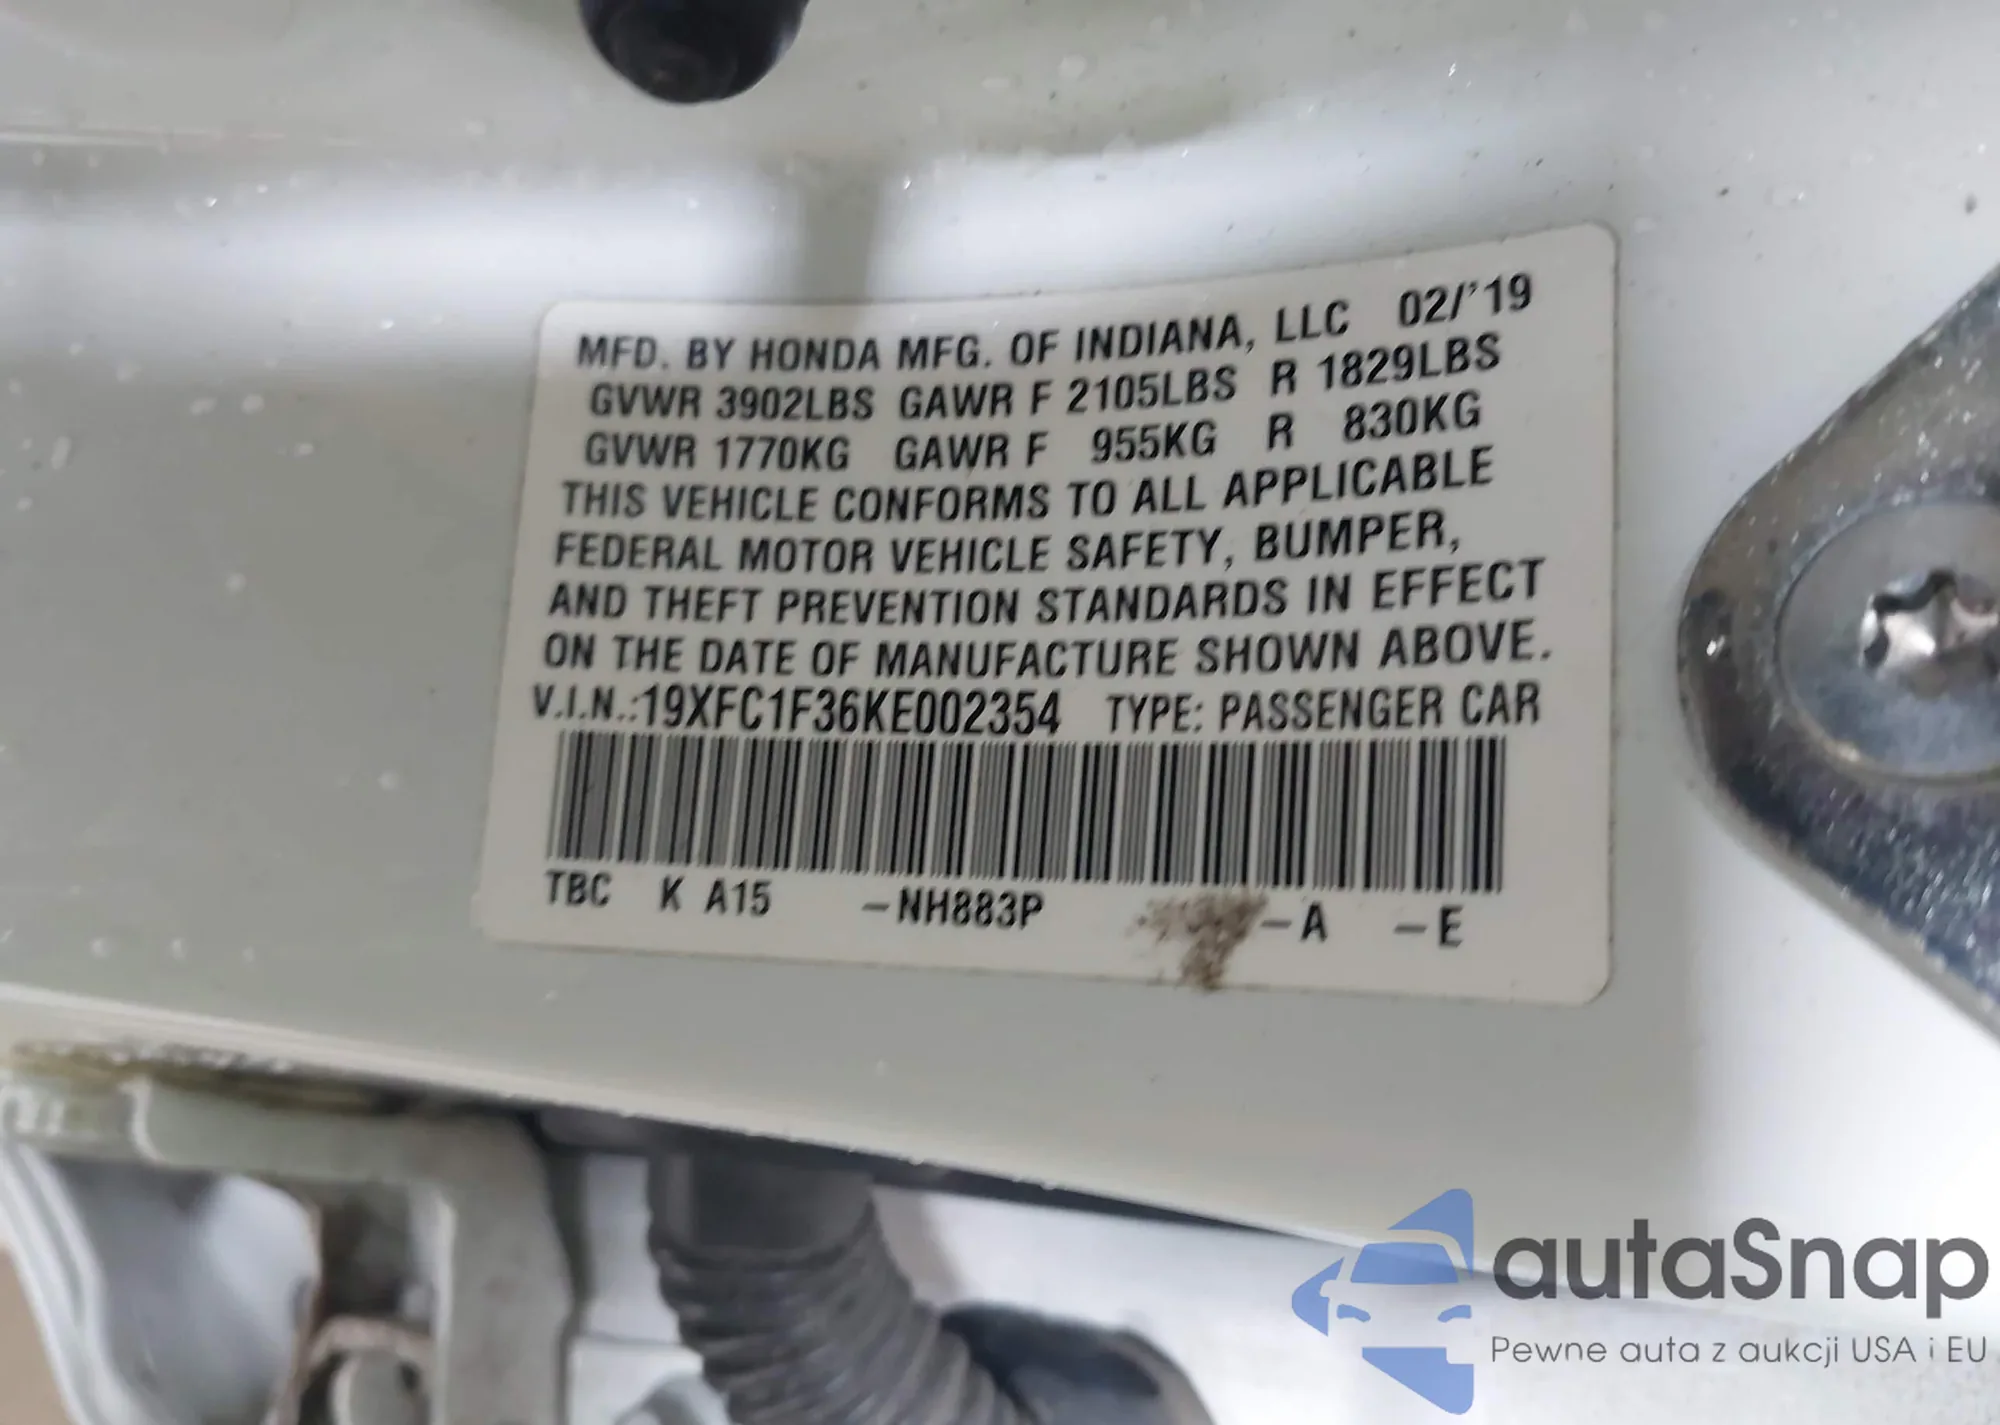 MFD. BY HONDA MFG. OF INDIANA, LLC 02/'19
GVWR 3902LBS GAWR F 2105LBS R 1829LBS
GVWR 1770KG GAWR F 955KG R 830KG
THIS VEHICLE CONFORMS TO ALL APPLICABLE
FEDERAL MOTOR VEHICLE SAFETY, BUMPER,
AND THEFT PREVENTION STANDARDS IN EFFECT
ON THE DATE OF MANUFACTURE SHOWN ABOVE.
V.I.N.:19XFC1F36KE002354 TYPE: PASSENGER CAR
TBC K A15 -NH883P -A -E
autaSnap
Pewne auta z aukcji USA i EU